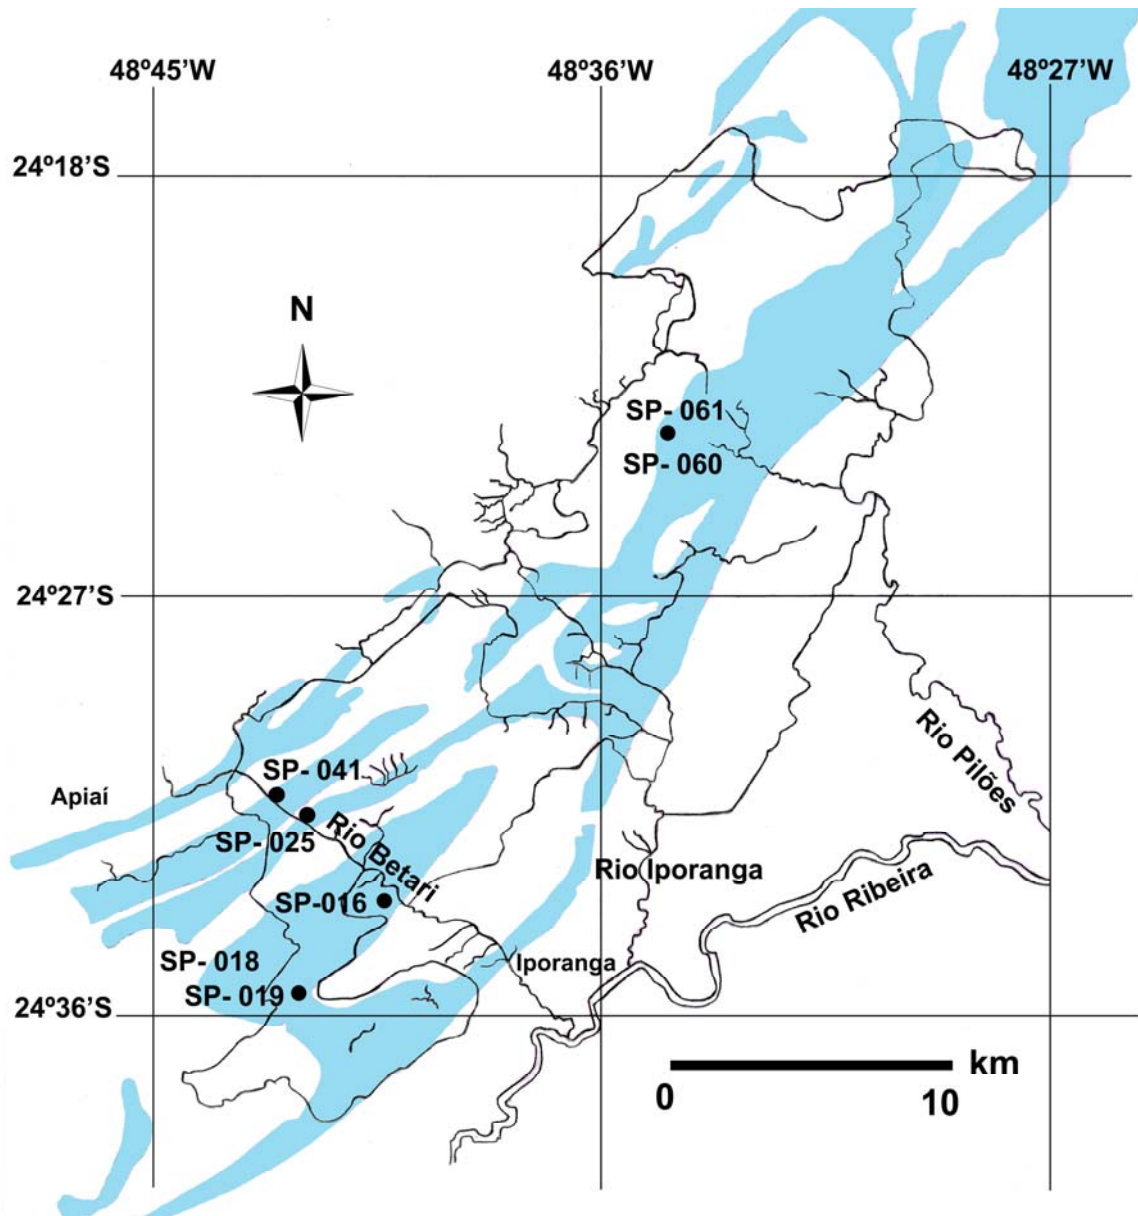 48º45'W
48º36'W
48º27'W
24º18'S
N
SP- 061
SP- 060
24º27'S
Rio Pilões
SP- 041
Apiaí
SP- 025
Rio Betari
Rio Iporanga
Rio Ribeira
SP-016
SP- 018
Iporanga
SP- 019
24º36'S
km
0
10